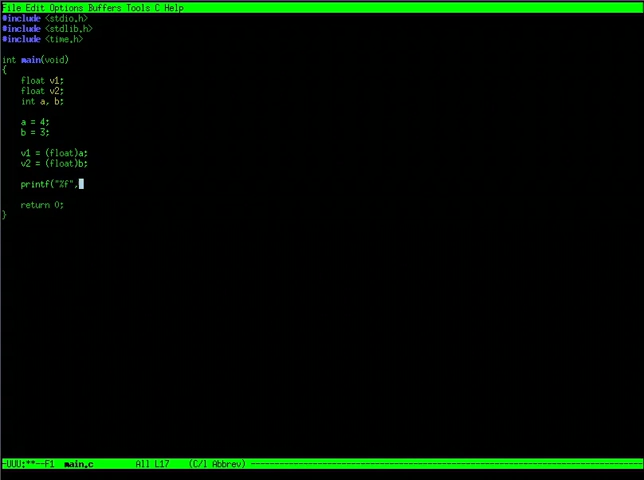 File Edit Options Buffers Tools C Help
#include <stdio.h>
#include <stdlib.h>
#include <time.h>
int main(void)
{
float v1;
float v2;
int a, b;
a = 4;
b = 3;
v1 = (float)a;
v2 = (float)b;
printf("%f",
return 0;
}
-UUU:**--F1 main.c All L17 (C/l Abbrev) ----------------------------------------